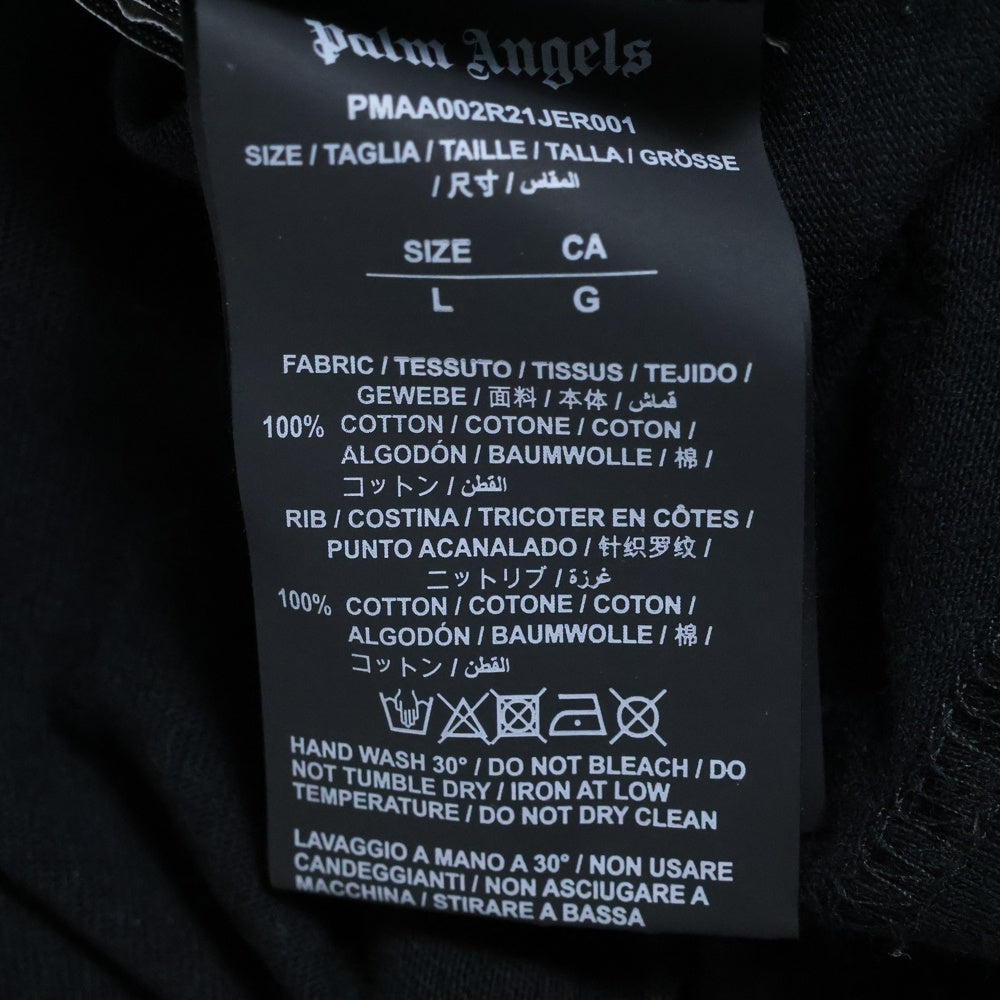 Palm Angels
PMAA002R21JER001
SIZE / TAGLIA / TAILLE / TALLA / GRÖSSE
/ 尺寸 / المقاس
SIZE CA
L G
FABRIC / TESSUTO / TISSUS / TEJIDO /
GEWEBE / 面料 / 本体 / قماش
100% COTTON / COTONE / COTON /
ALGODÓN / BAUMWOLLE / 棉 /
コットン / القطن
RIB / COSTINA / TRICOTER EN CÔTES /
PUNTO ACANALADO / 针织罗纹 /
ニットリブ / غرزة
100% COTTON / COTONE / COTON /
ALGODÓN / BAUMWOLLE / 棉 /
コットン / القطن
HAND WASH 30° / DO NOT BLEACH / DO
NOT TUMBLE DRY / IRON AT LOW
TEMPERATURE / DO NOT DRY CLEAN
LAVAGGIO A MANO A 30° / NON USARE
CANDEGGIANTI / NON ASCIUGARE A
MACCHINA / STIRARE A BASSA